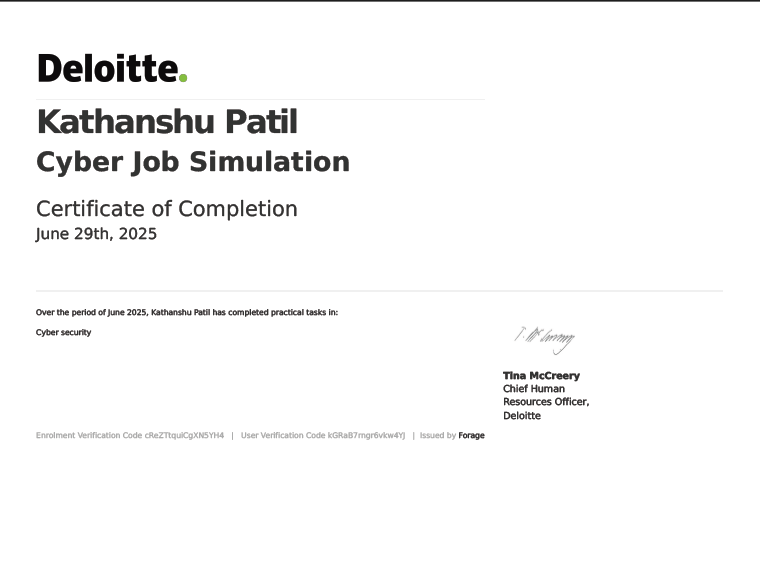 Deloitte.
Kathanshu Patil
Cyber Job Simulation
Certificate of Completion
June 29th, 2025
Over the period of June 2025, Kathanshu Patil has completed practical tasks in:
Cyber security
T. McCreery
Tina McCreery
Chief Human
Resources Officer,
Deloitte
Enrolment Verification Code cReZTtquiCgXN5YH4 | User Verification Code kGRaB7mgr6vkw4YJ | Issued by Forage